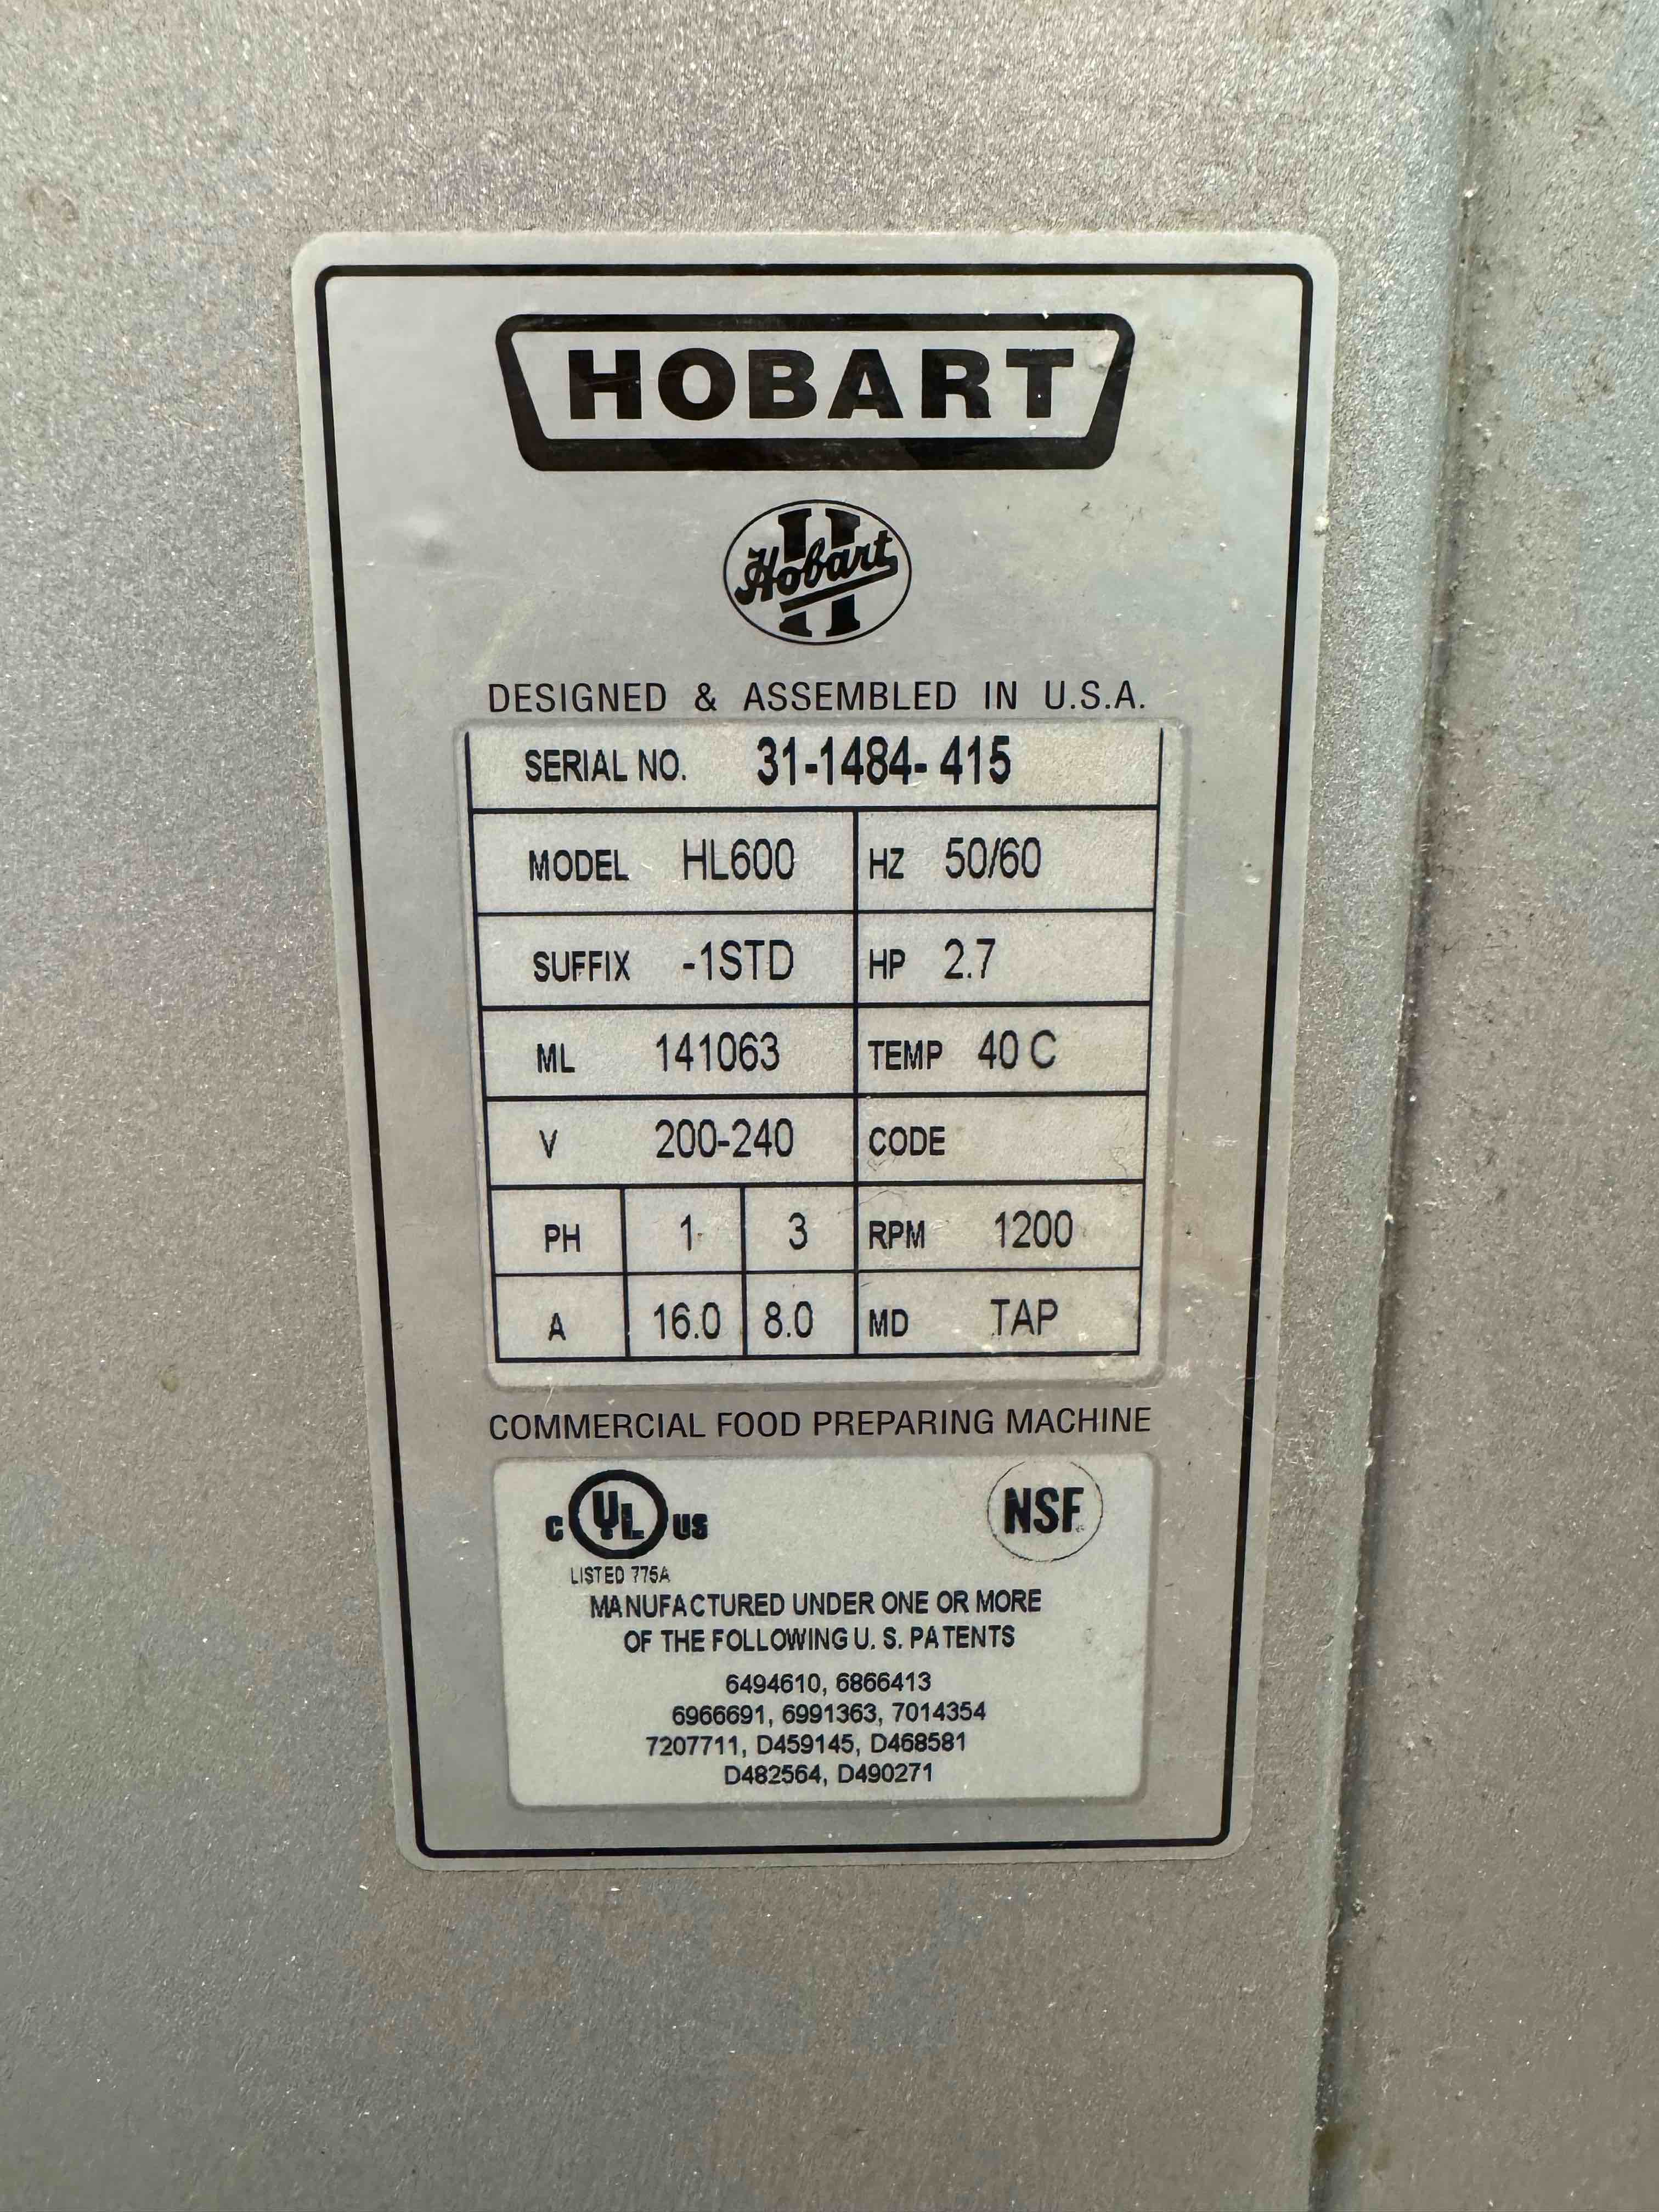 HOBART
Hobart
DESIGNED & ASSEMBLED IN U.S.A.
SERIAL NO. 31-1484- 415
MODEL HL600 HZ 50/60
SUFFIX -1STD HP 2.7
ML 141063 TEMP 40 C
V 200-240 CODE
PH 1 3 RPM 1200
A 16.0 8.0 MD TAP
COMMERCIAL FOOD PREPARING MACHINE
C UL US NSF
LISTED 775A
MANUFACTURED UNDER ONE OR MORE
OF THE FOLLOWING U. S. PATENTS
6494610, 6866413
6966691, 6991363, 7014354
7207711, D459145, D468581
D482564, D490271